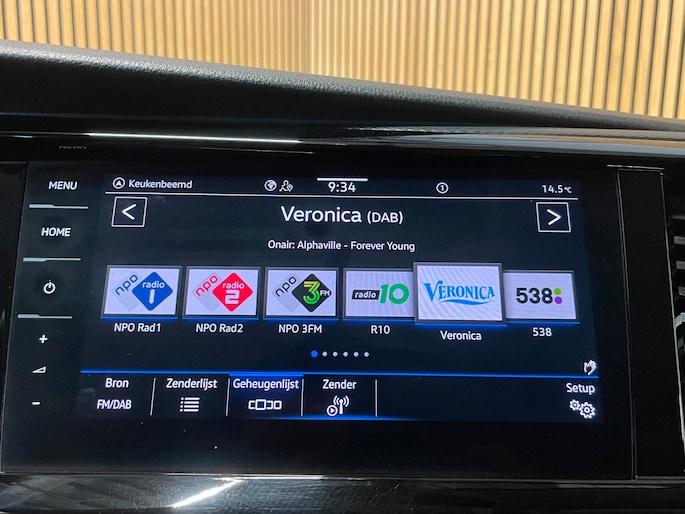 MENU
Keukenbeemd
9:34
1
14.5°C
HOME
Veronica (DAB)
Onair: Alphaville - Forever Young
npo radio 1
npo radio 2
npo 3FM
radio 10
VERONICA
538
NPO Rad1
NPO Rad2
NPO 3FM
R10
Veronica
538
+
-
Bron
FM/DAB
Zenderlijst
Geheugenlijst
Zender
Setup